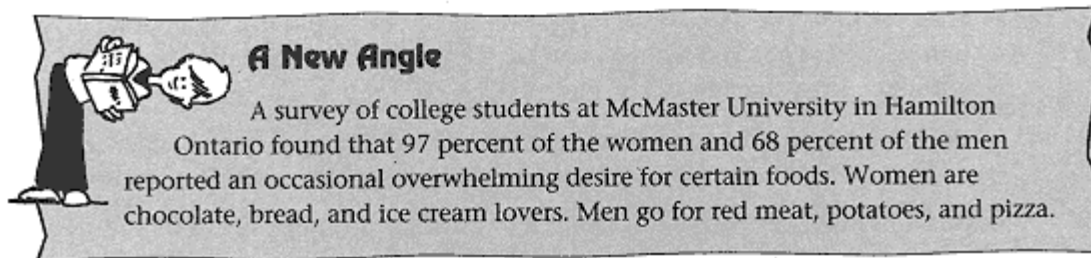 A New Angle
A survey of college students at McMaster University in Hamilton
Ontario found that 97 percent of the women and 68 percent of the men
reported an occasional overwhelming desire for certain foods. Women are
chocolate, bread, and ice cream lovers. Men go for red meat, potatoes, and pizza.